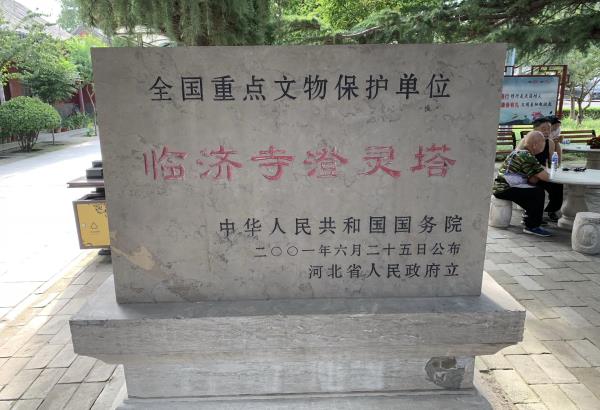 全国重点文物保护单位
临济寺澄灵塔
中华人民共和国国务院
二〇〇一年六月二十五日公布
河北省人民政府立